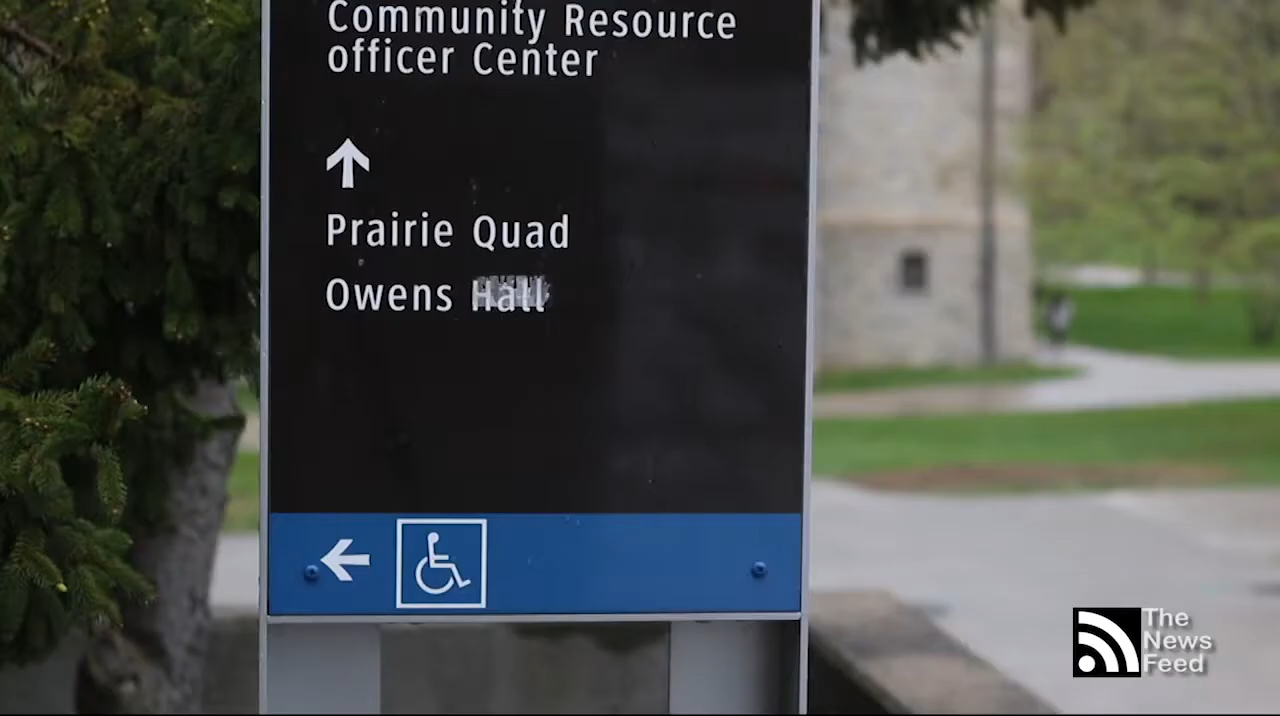 Community Resource
officer Center
Prairie Quad
Owens Hall
The
News
Feed